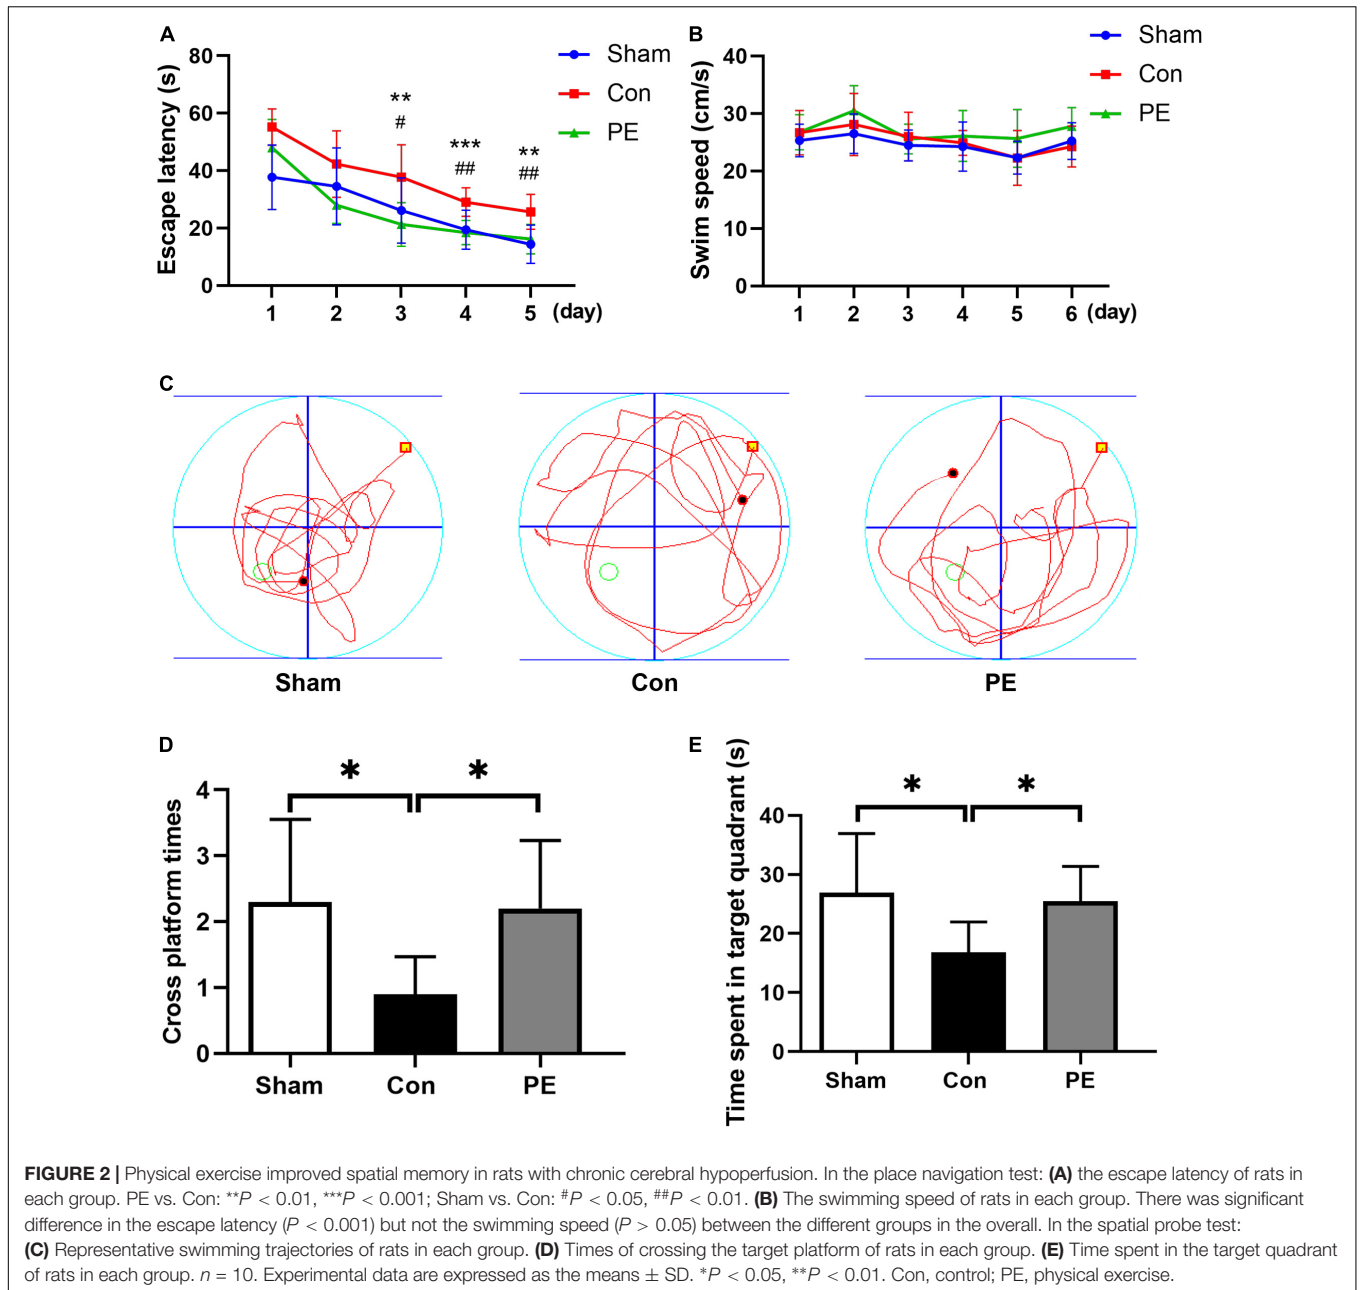 A
Escape latency (s)
80
60
40
20
0
1 2 3 4 5 (day)
**
#
***
##
**
##
Sham
Con
PE
B
Swim speed (cm/s)
40
30
20
10
0
1 2 3 4 5 6 (day)
Sham
Con
PE
C
Sham Con PE
D
Cross platform times
4
3
2
1
0
* *
Sham Con PE
E
Time spent in target quadrant (s)
40
30
20
10
0
* *
Sham Con PE
FIGURE 2 | Physical exercise improved spatial memory in rats with chronic cerebral hypoperfusion. In the place navigation test: (A) the escape latency of rats in
each group. PE vs. Con: **P < 0.01, ***P < 0.001; Sham vs. Con: #P < 0.05, ##P < 0.01. (B) The swimming speed of rats in each group. There was significant
difference in the escape latency (P < 0.001) but not the swimming speed (P > 0.05) between the different groups in the overall. In the spatial probe test:
(C) Representative swimming trajectories of rats in each group. (D) Times of crossing the target platform of rats in each group. (E) Time spent in the target quadrant
of rats in each group. n = 10. Experimental data are expressed as the means ± SD. *P < 0.05, **P < 0.01. Con, control; PE, physical exercise.